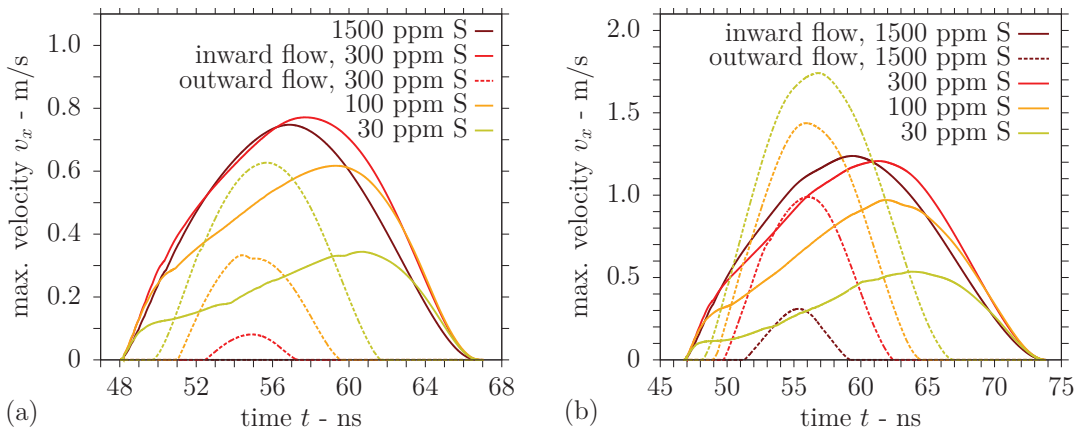 1.0
0.8
0.6
0.4
0.2
0
max. velocity vₓ - m/s
1500 ppm S
inward flow, 300 ppm S
outward flow, 300 ppm S
100 ppm S
30 ppm S
48 52 56 60 64 68
(a)
time t - ns
2.0
1.5
1.0
0.5
0
max. velocity vₓ - m/s
inward flow, 1500 ppm S
outward flow, 1500 ppm S
300 ppm S
100 ppm S
30 ppm S
45 50 55 60 65 70 75
(b)
time t - ns